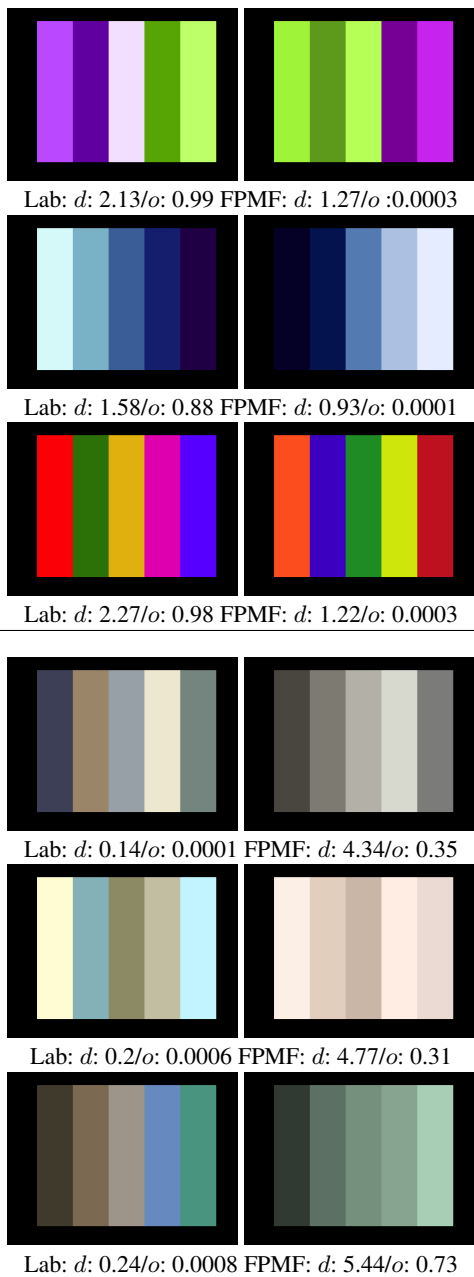 Lab: d: 2.13/o: 0.99 FPMF: d: 1.27/o :0.0003
Lab: d: 1.58/o: 0.88 FPMF: d: 0.93/o: 0.0001
Lab: d: 2.27/o: 0.98 FPMF: d: 1.22/o: 0.0003
Lab: d: 0.14/o: 0.0001 FPMF: d: 4.34/o: 0.35
Lab: d: 0.2/o: 0.0006 FPMF: d: 4.77/o: 0.31
Lab: d: 0.24/o: 0.0008 FPMF: d: 5.44/o: 0.73